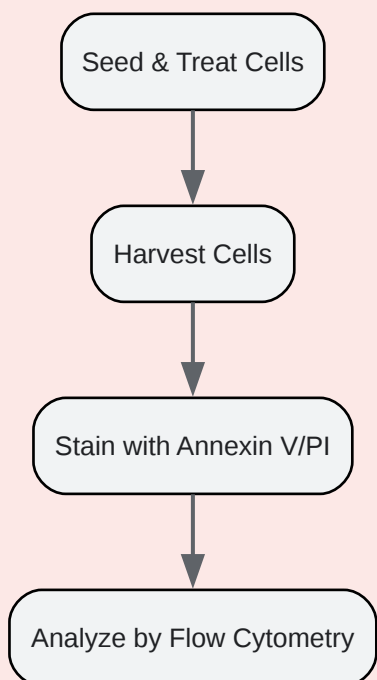 Seed & Treat Cells
Harvest Cells
Stain with Annexin V/PI
Analyze by Flow Cytometry